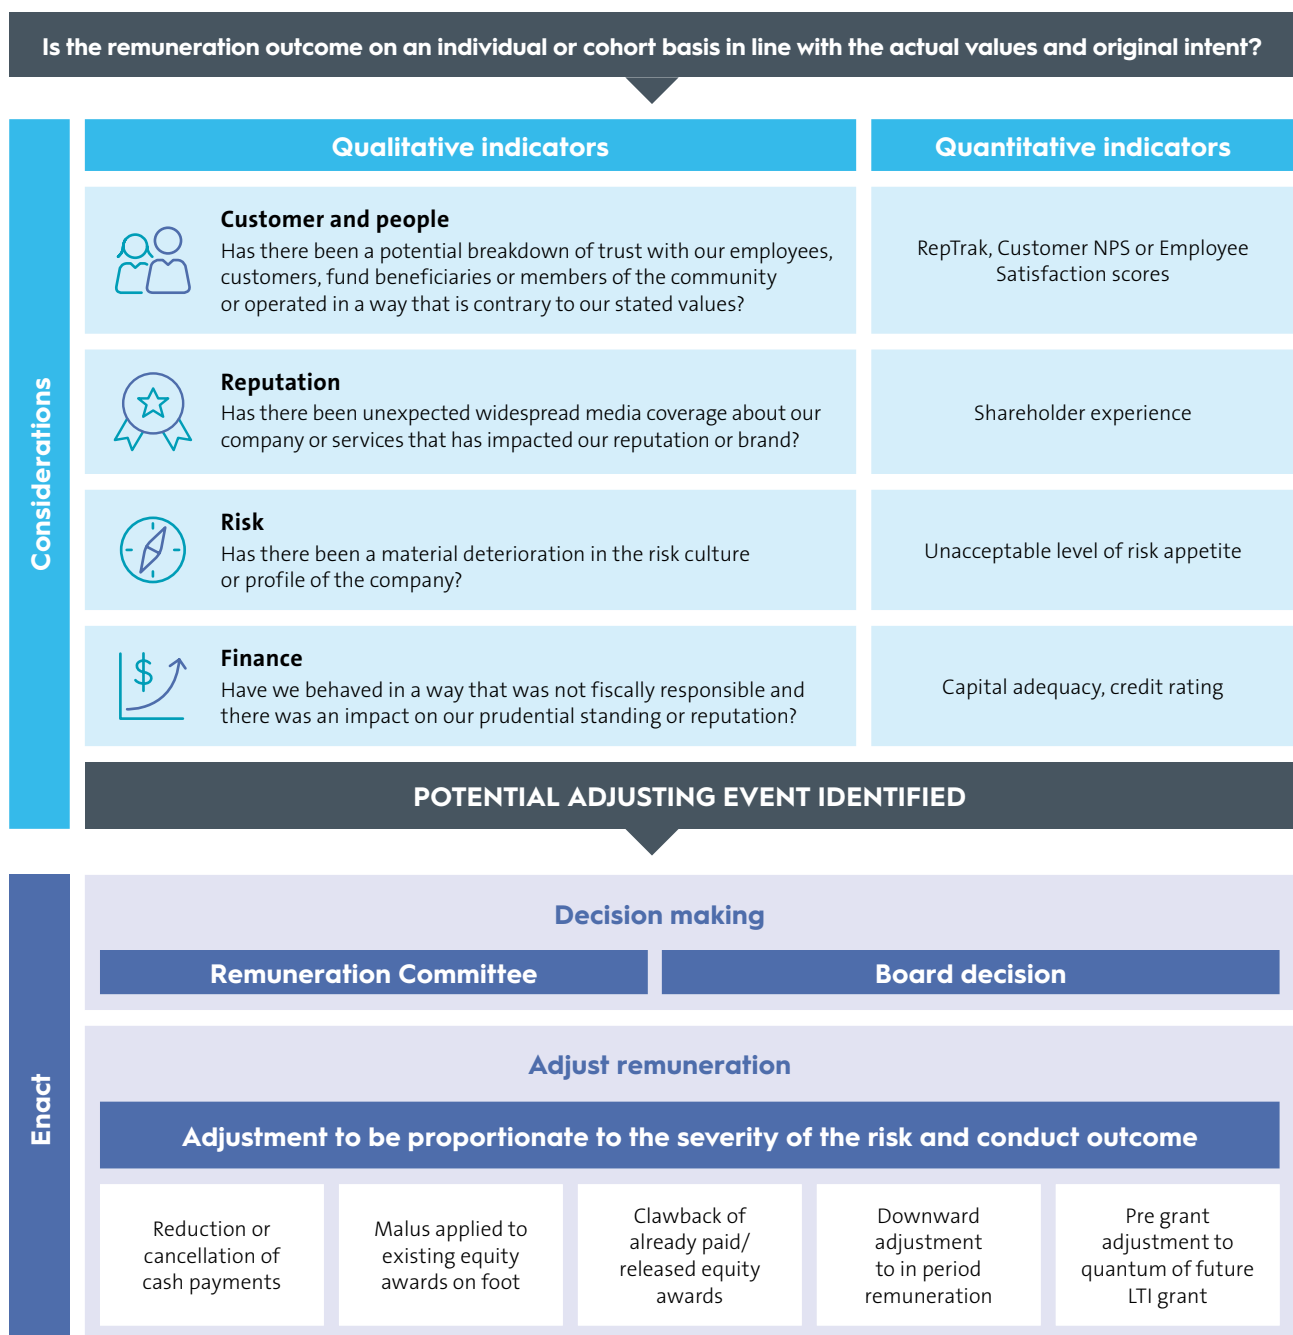 Is the remuneration outcome on an individual or cohort basis in line with the actual values and original intent?
Considerations
Qualitative indicators
Quantitative indicators
Customer and people
Has there been a potential breakdown of trust with our employees,
customers, fund beneficiaries or members of the community
or operated in a way that is contrary to our stated values?
RepTrak, Customer NPS or Employee
Satisfaction scores
Reputation
Has there been unexpected widespread media coverage about our
company or services that has impacted our reputation or brand?
Shareholder experience
Risk
Has there been a material deterioration in the risk culture
or profile of the company?
Unacceptable level of risk appetite
$
Finance
Have we behaved in a way that was not fiscally responsible and
there was an impact on our prudential standing or reputation?
Capital adequacy, credit rating
POTENTIAL ADJUSTING EVENT IDENTIFIED
Enact
Decision making
Remuneration Committee
Board decision
Adjust remuneration
Adjustment to be proportionate to the severity of the risk and conduct outcome
Reduction or
cancellation of
cash payments
Malus applied to
existing equity
awards on foot
Clawback of
already paid/
released equity
awards
Downward
adjustment
to in period
remuneration
Pre grant
adjustment to
quantum of future
LTI grant